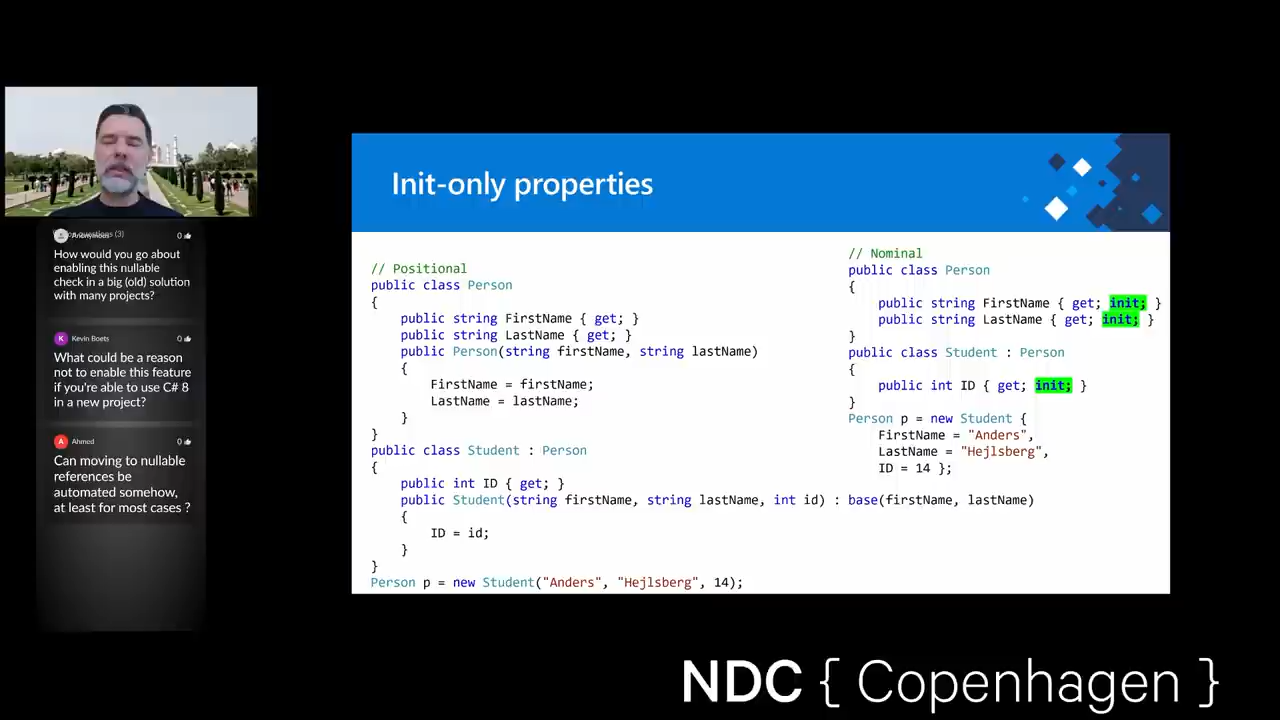 Anonymous
0
How would you go about
enabling this nullable
check in a big (old) solution
with many projects?
Kevin Boets
0
What could be a reason
not to enable this feature
if you're able to use C# 8
in a new project?
A
Ahmed
0
Can moving to nullable
references be
automated somehow,
at least for most cases ?
Init-only properties
// Positional
public class Person
{
public string FirstName { get; }
public string LastName { get; }
public Person(string firstName, string lastName)
{
FirstName = firstName;
LastName = lastName;
}
}
public class Student : Person
{
public int ID { get; }
public Student(string firstName, string lastName, int id) : base(firstName, lastName)
{
ID = id;
}
}
Person p = new Student("Anders", "Hejlsberg", 14);
// Nominal
public class Person
{
public string FirstName { get; init; }
public string LastName { get; init; }
}
public class Student : Person
{
public int ID { get; init; }
}
Person p = new Student {
FirstName = "Anders",
LastName = "Hejlsberg",
ID = 14 };
NDC { Copenhagen }